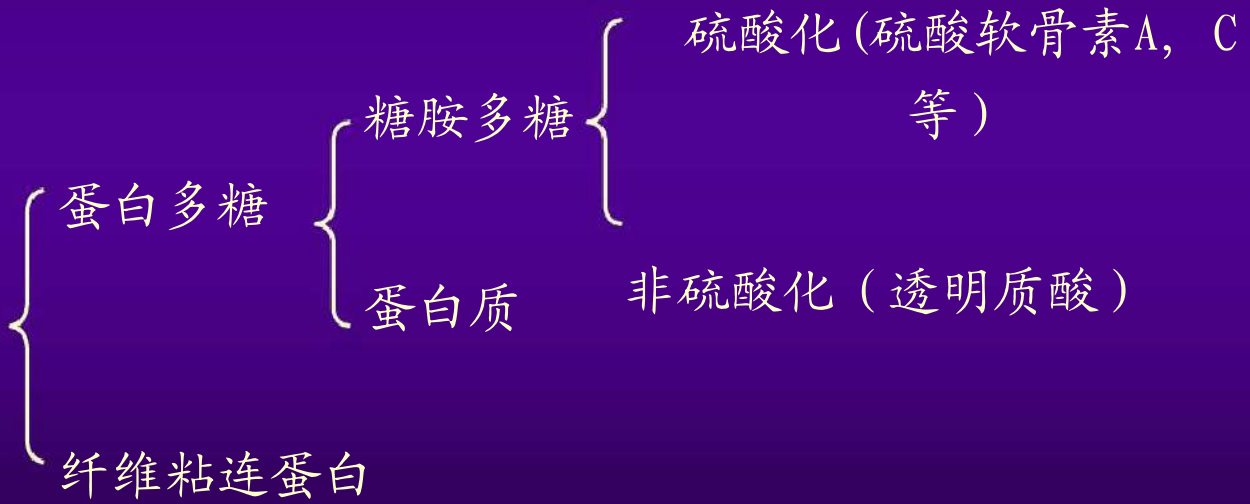 硫酸化(硫酸软骨素A, C
等）
糖胺多糖
蛋白多糖
非硫酸化（透明质酸）
蛋白质
纤维粘连蛋白